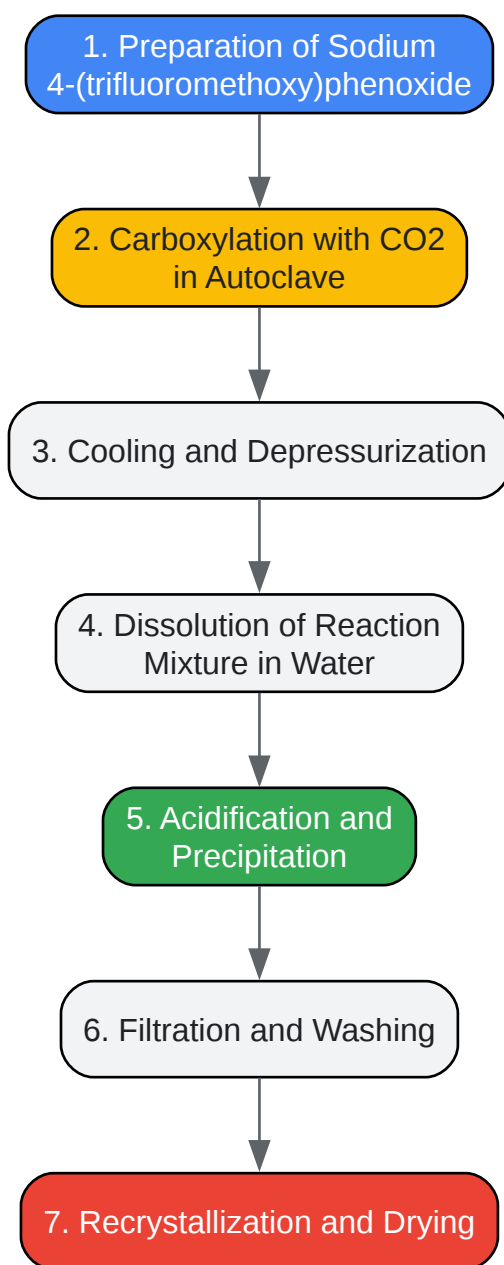 1. Preparation of Sodium
4-(trifluoromethoxy)phenoxide
2. Carboxylation with CO2
in Autoclave
3. Cooling and Depressurization
4. Dissolution of Reaction
Mixture in Water
5. Acidification and
Precipitation
6. Filtration and Washing
7. Recrystallization and Drying